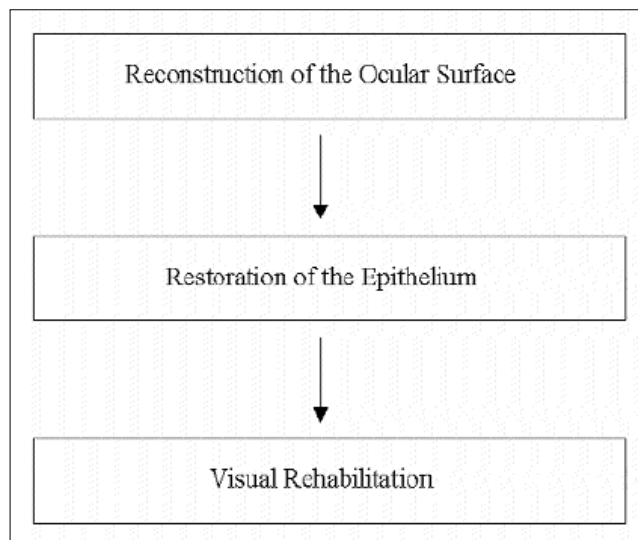 Reconstruction of the Ocular Surface
Restoration of the Epithelium
Visual Rehabilitation